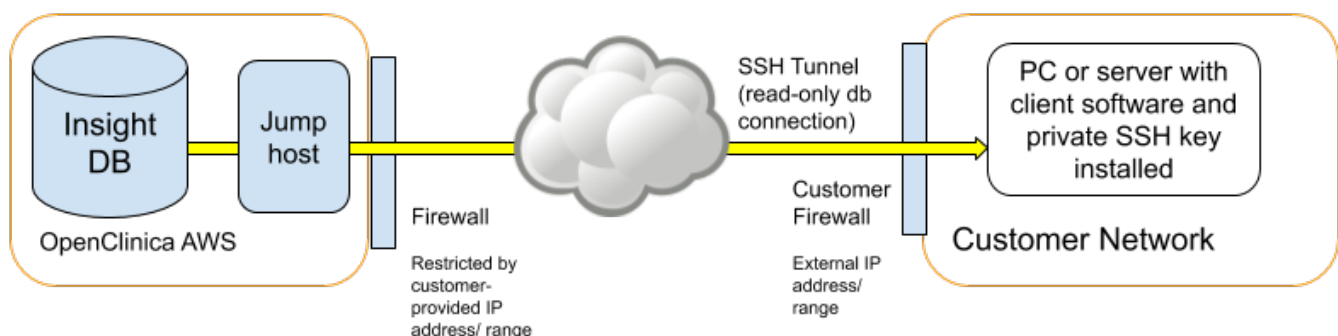 Insight
DB
Jump
host
OpenClinica AWS
Firewall
Restricted by
customer-
provided IP
address/ range
SSH Tunnel
(read-only db
connection)
Customer
Firewall
External IP
address/
range
PC or server with
client software and
private SSH key
installed
Customer Network